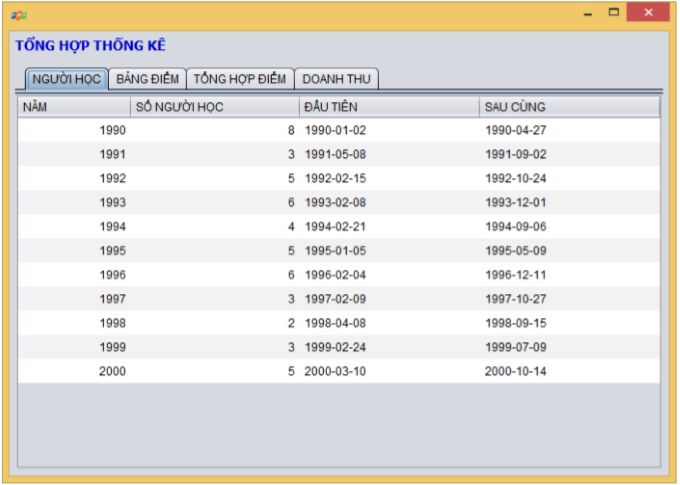 TỔNG HỢP THỐNG KÊ
NGƯỜI HỌC BẢNG ĐIỂM TỔNG HỢP ĐIỂM DOANH THU
NĂM SỐ NGƯỜI HỌC ĐẦU TIÊN SAU CÙNG
1990 8 1990-01-02 1990-04-27
1991 3 1991-05-08 1991-09-02
1992 5 1992-02-15 1992-10-24
1993 6 1993-02-08 1993-12-01
1994 4 1994-02-21 1994-09-06
1995 5 1995-01-05 1995-05-09
1996 6 1996-02-04 1996-12-11
1997 3 1997-02-09 1997-10-27
1998 2 1998-04-08 1998-09-15
1999 3 1999-02-24 1999-07-09
2000 5 2000-03-10 2000-10-14